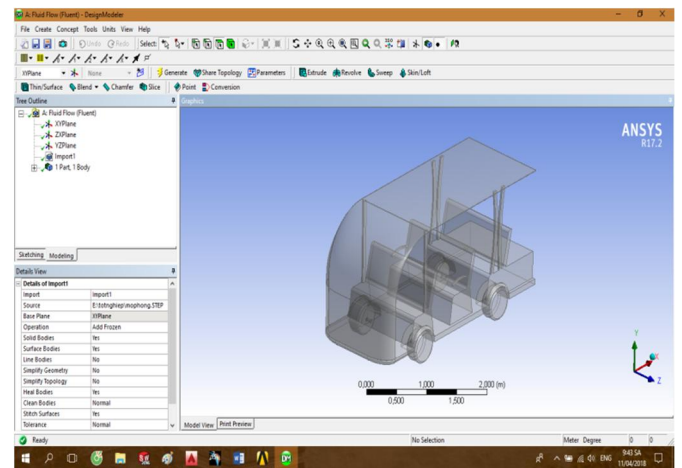 A: Fluid Flow (Fluent) - DesignModeler
File Create Concept Tools Units View Help
Undo Redo Select:
XYPlane None Generate Share Topology Parameters Extrude Revolve Sweep Skin/Loft
Thin/Surface Blend Chamfer Slice Point Conversion
Tree Outline
Graphics
A: Fluid Flow (Fluent)
XYPlane
ZXPlane
YZPlane
Import1
1 Part, 1 Body
ANSYS
R17.2
Sketching Modeling
Details View
Details of Import1
Import Import1
Source E:\totnghiep\mophong.STEP
Base Plane XYPlane
Operation Add Frozen
Solid Bodies Yes
Surface Bodies Yes
Line Bodies No
Simplify Geometry No
Simplify Topology No
Heal Bodies Yes
Clean Bodies Normal
Stitch Surfaces Yes
Tolerance Normal
0,000 1,000 2,000 (m)
0,500 1,500
Y
X
Z
Model View Print Preview
Ready No Selection Meter Degree 0 0
ENG 9:43 SA
11/04/2018